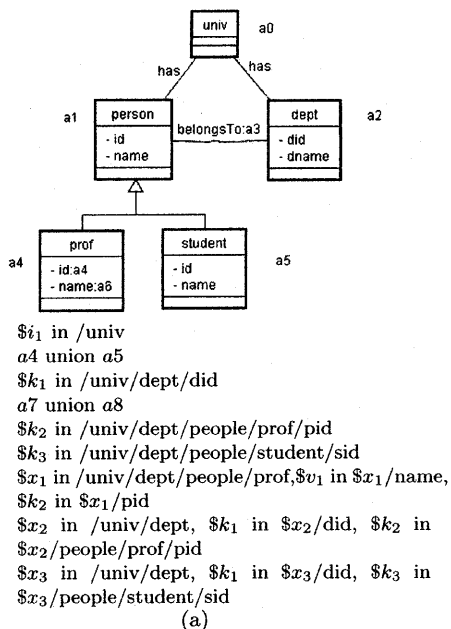 univ
a0
has
has
a1
person
- id
- name
belongsTo:a3
dept
- did
- dname
a2
a4
prof
- id:a4
- name:a6
student
- id
- name
a5
$i₁ in /univ
a4 union a5
$k₁ in /univ/dept/did
a7 union a8
$k₂ in /univ/dept/people/prof/pid
$k₃ in /univ/dept/people/student/sid
$x₁ in /univ/dept/people/prof,$v₁ in $x₁/name,
$k₂ in $x₁/pid
$x₂ in /univ/dept, $k₁ in $x₂/did, $k₂ in
$x₂/people/prof/pid
$x₃ in /univ/dept, $k₁ in $x₃/did, $k₃ in
$x₃/people/student/sid
(a)